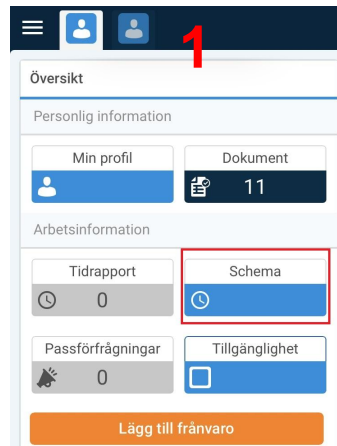 1
Översikt
Personlig information
Min profil
Dokument
11
Arbetsinformation
Tidrapport
Schema
0
Passförfrågningar
Tillgänglighet
0
Lägg till frånvaro